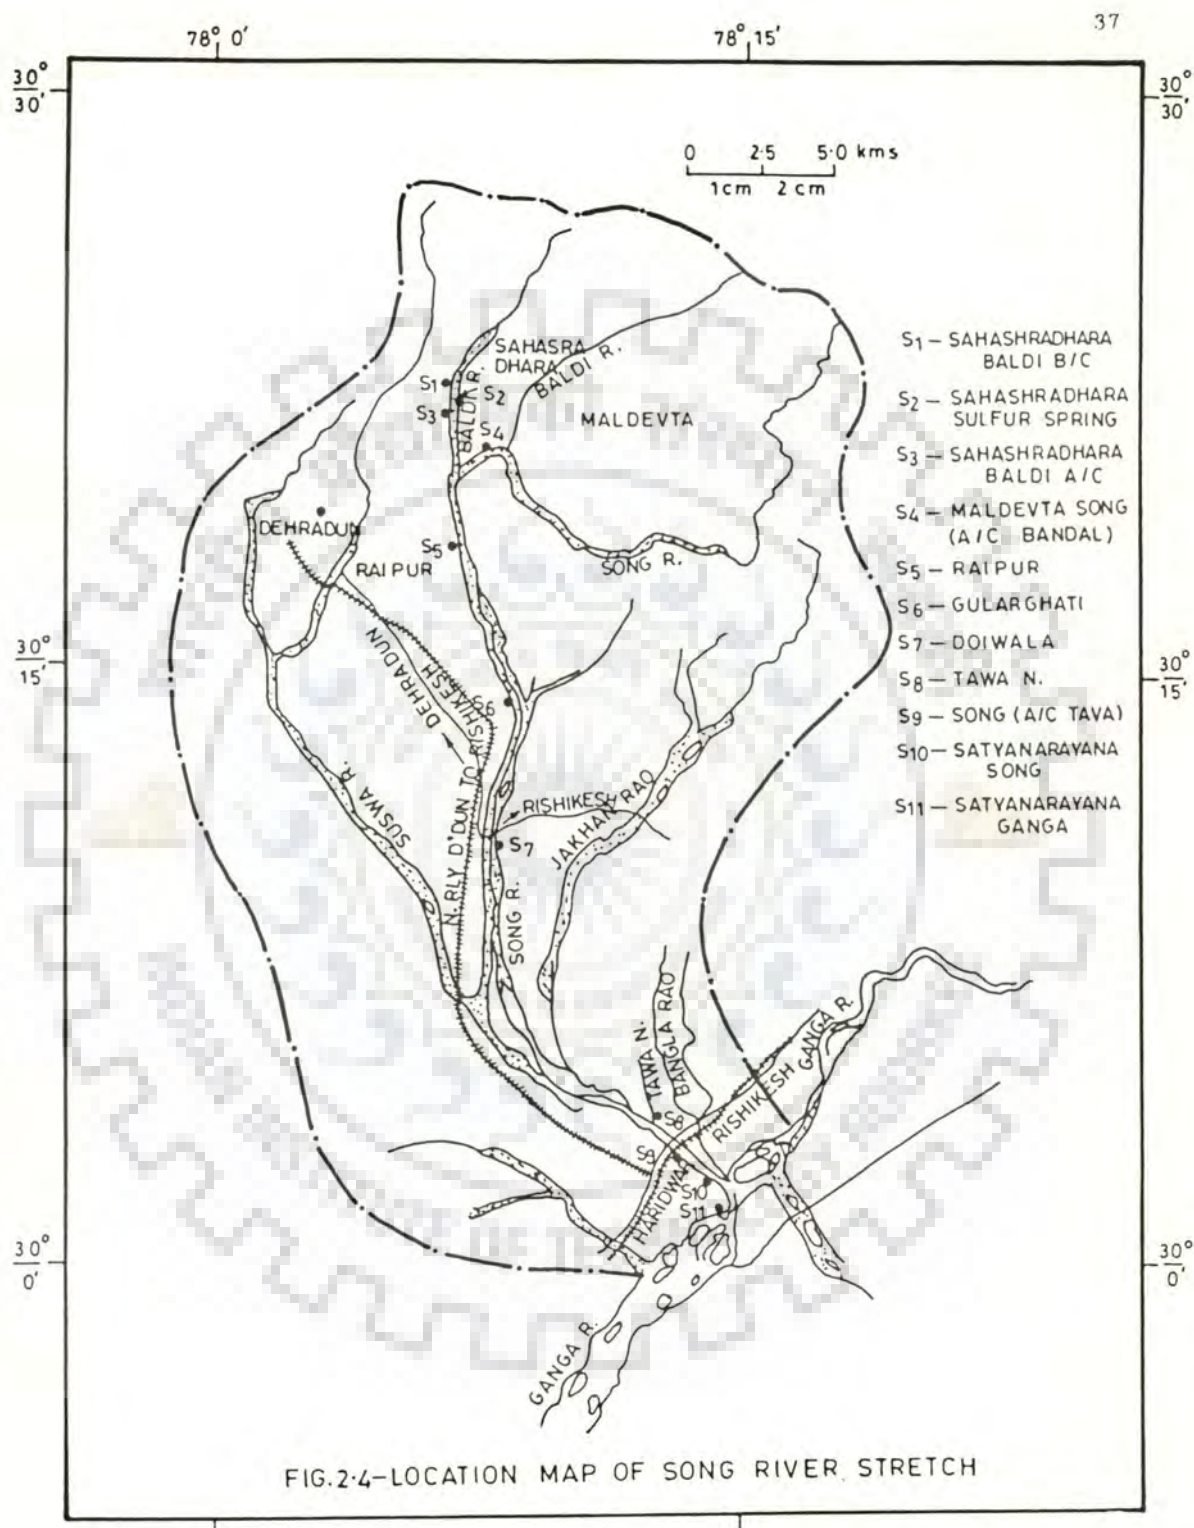 37
78° 0'
78° 15'
30° 30'
30° 30'
0 2·5 5·0 kms
1cm 2 cm
SAHASRA
DHARA
BALDI R.
S1
S2
S3
BALDI R.
S4
MALDEVTA
S1 – SAHASHRADHARA
BALDI B/C
S2 – SAHASHRADHARA
SULFUR SPRING
S3 – SAHASHRADHARA
BALDI A/C
S4 – MALDEVTA SONG
(A/C BANDAL)
S5 – RAIPUR
S6 – GULARGHATI
S7 – DOIWALA
S8 – TAWA N.
S9 – SONG (A/C TAVA)
S10 – SATYANARAYANA
SONG
S11 – SATYANARAYANA
GANGA
DEHRADUN
S5
RAIPUR
SONG R.
30° 15'
30° 15'
DEHRADUN
RISHIKESH
S6
N. RLY D'DUN TO RISHIKESH
SUSWA R.
RISHIKESH
S7
JAKHAN RAO
SONG R.
TAWA N.
BANGLA RAO
GANGA R.
RISHIKESH
S8
S9
HARIDWAR
S10
S11
30° 0'
30° 0'
GANGA R.
FIG.2·4–LOCATION MAP OF SONG RIVER STRETCH